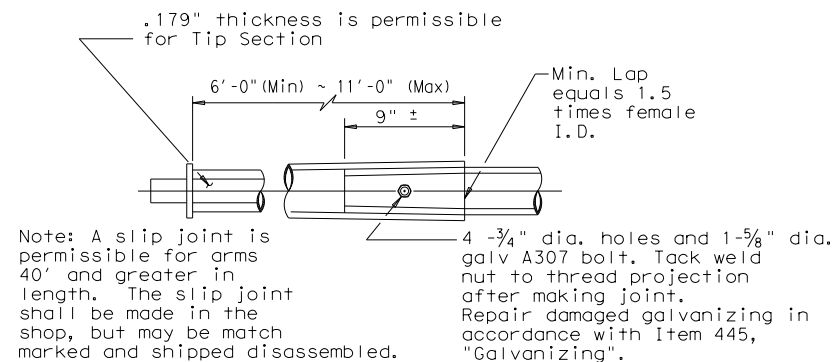 .179" thickness is permissible
for Tip Section
6'-0"(Min) ~ 11'-0" (Max)
9" ±
Min. Lap
equals 1.5
times female
I.D.
Note: A slip joint is
permissible for arms
40' and greater in
length. The slip joint
shall be made in the
shop, but may be match
marked and shipped disassembled.
4 -¾" dia. holes and 1-⅝" dia.
galv A307 bolt. Tack weld
nut to thread projection
after making joint.
Repair damaged galvanizing in
accordance with Item 445,
"Galvanizing".